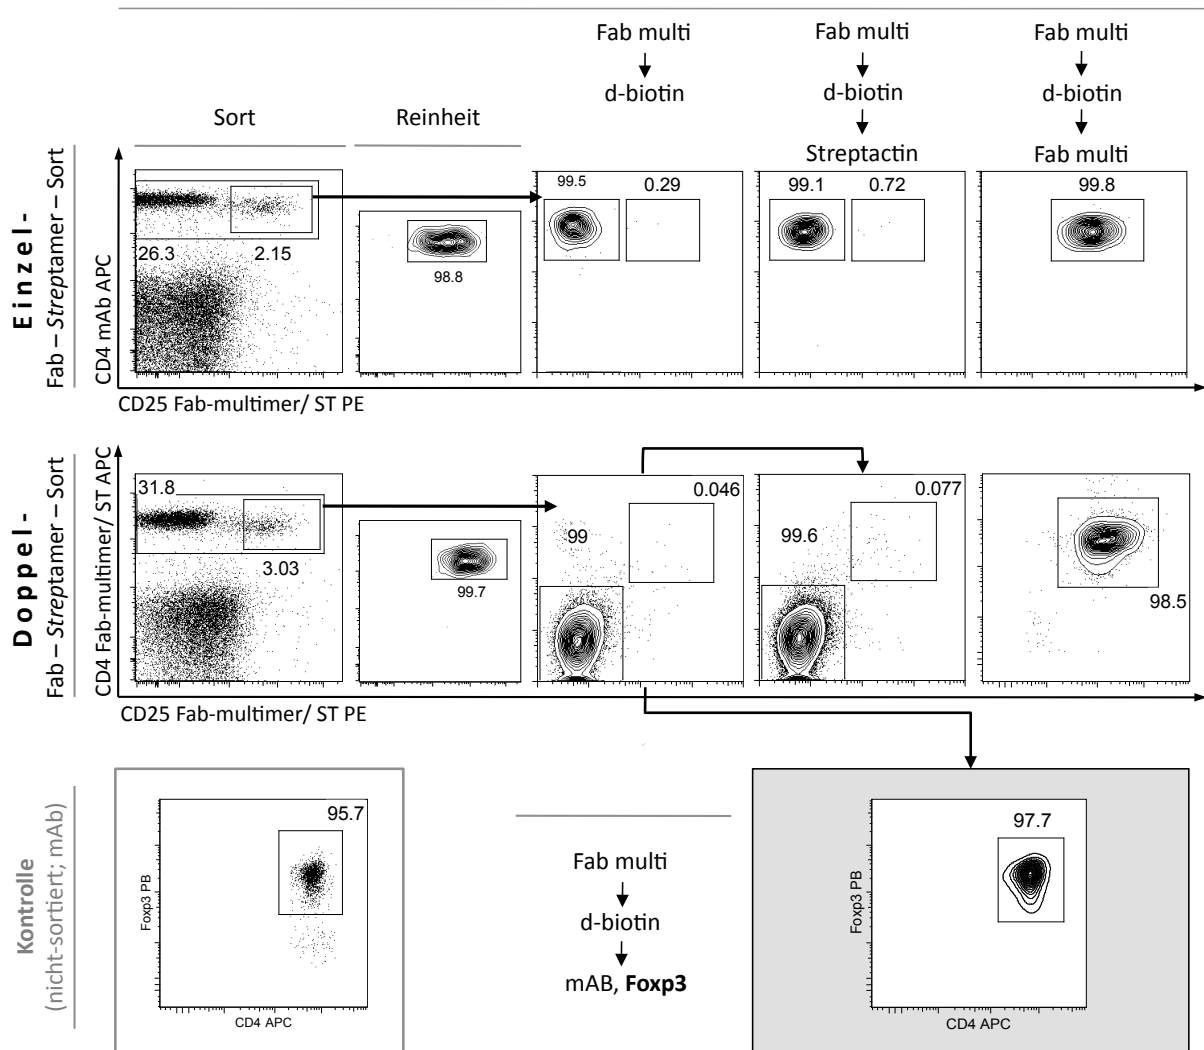 Fab multi
d-biotin
Fab multi
d-biotin
Streptactin
Fab multi
d-biotin
Fab multi
Sort
Reinheit
Einzel-
Fab – Streptamer – Sort
CD4 mAb APC
26.3
2.15
98.8
99.5
0.29
99.1
0.72
99.8
CD25 Fab-multimer/ ST PE
Doppel-
Fab – Streptamer – Sort
CD4 Fab-multimer/ ST APC
31.8
3.03
99.7
0.046
99
0.077
99.6
98.5
CD25 Fab-multimer/ ST PE
Kontrolle
(nicht-sortiert; mAb)
95.7
Foxp3 PB
CD4 APC
Fab multi
d-biotin
mAB, Foxp3
97.7
Foxp3 PB
CD4 APC